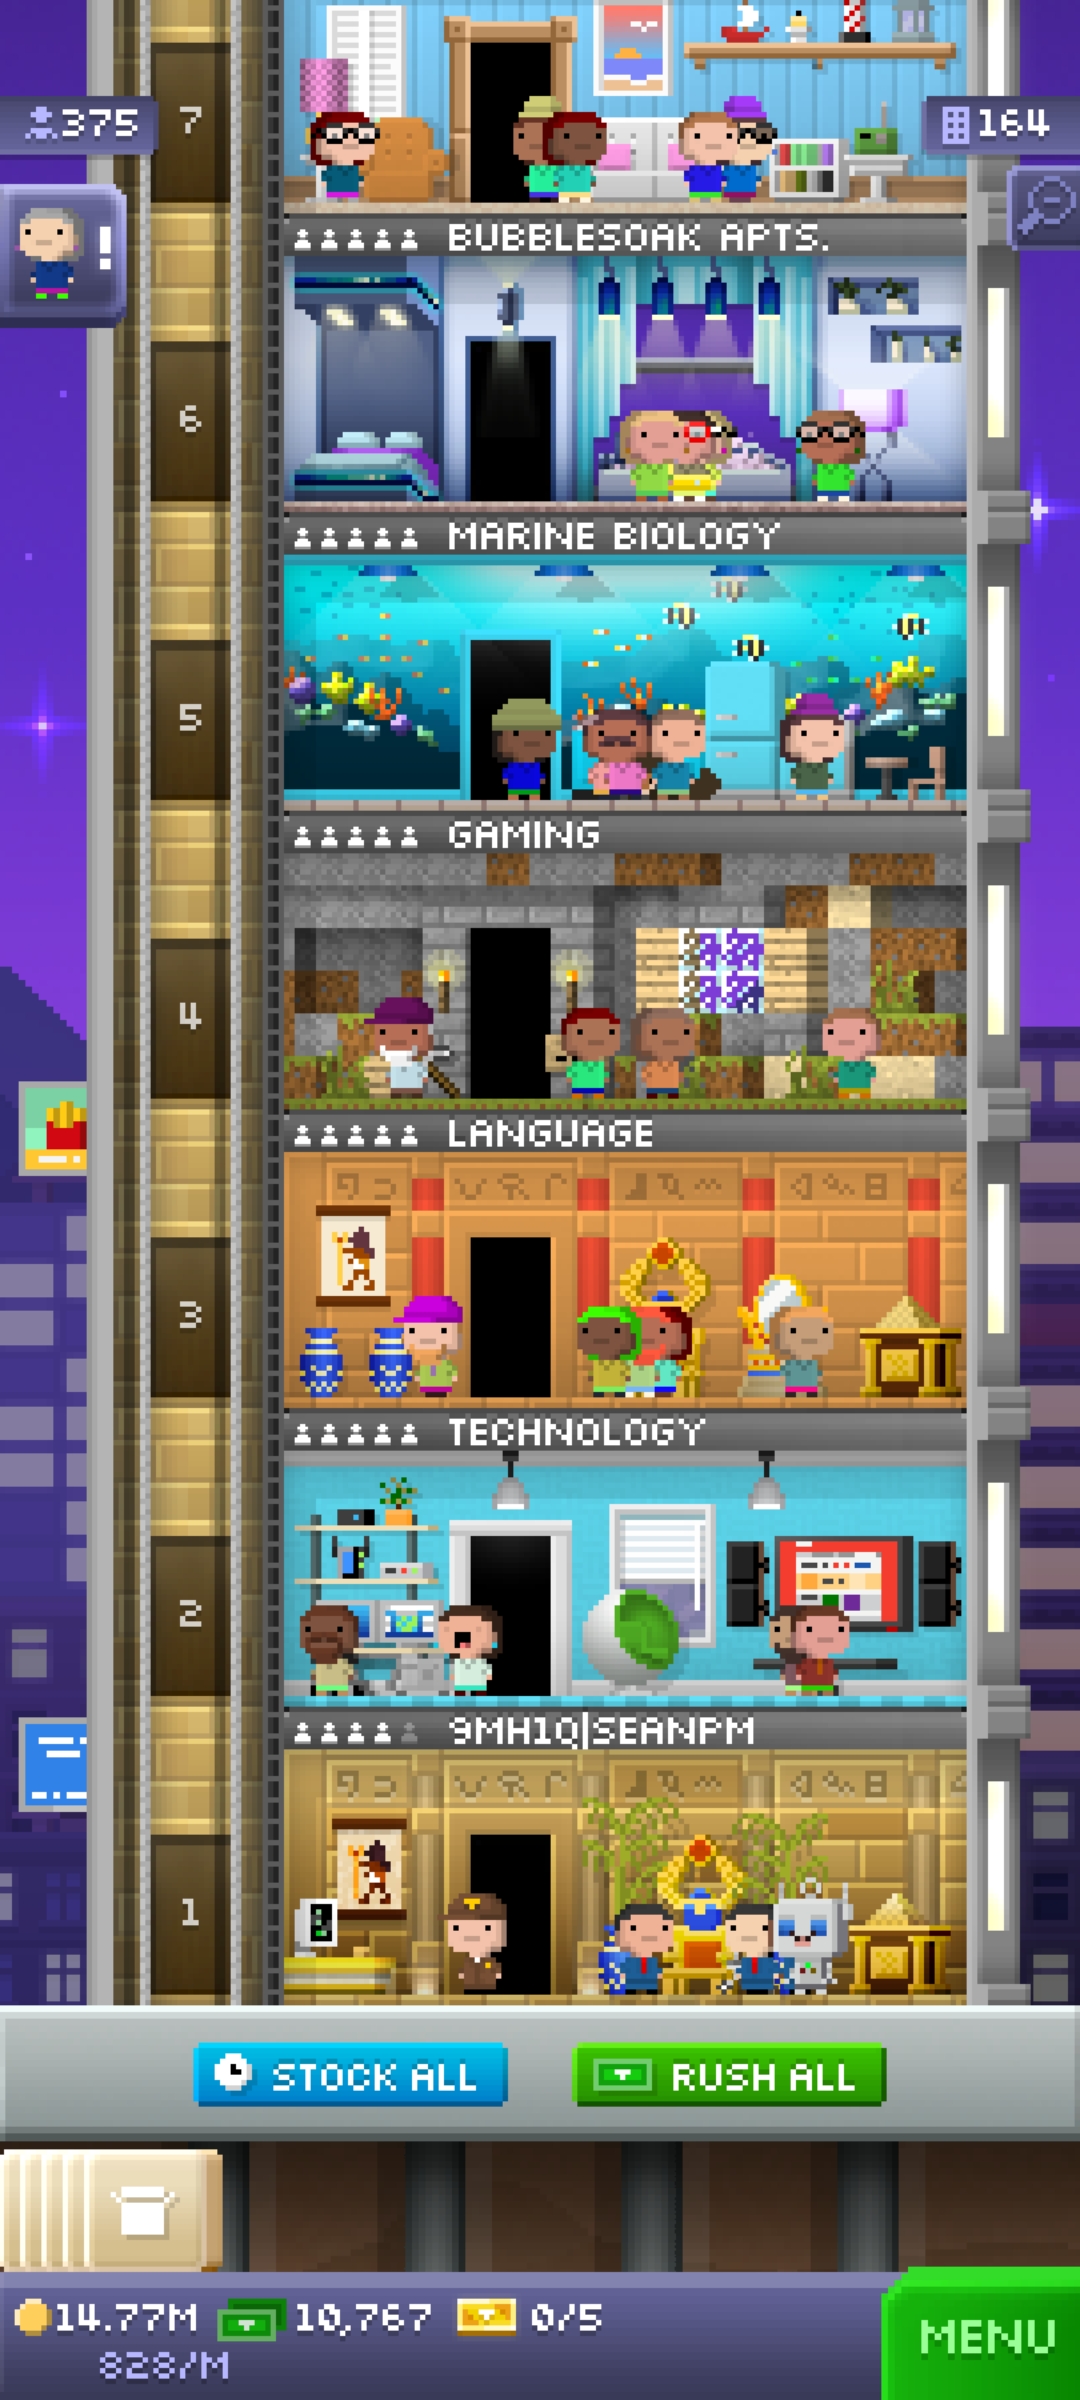 7
375
164
!
BUBBLESOAK APTS.
6
MARINE BIOLOGY
5
GAMING
4
LANGUAGE
3
TECHNOLOGY
2
9MH1Q|SEANPM
1
STOCK ALL
RUSH ALL
14.77M
10,767
0/5
828/M
MENU